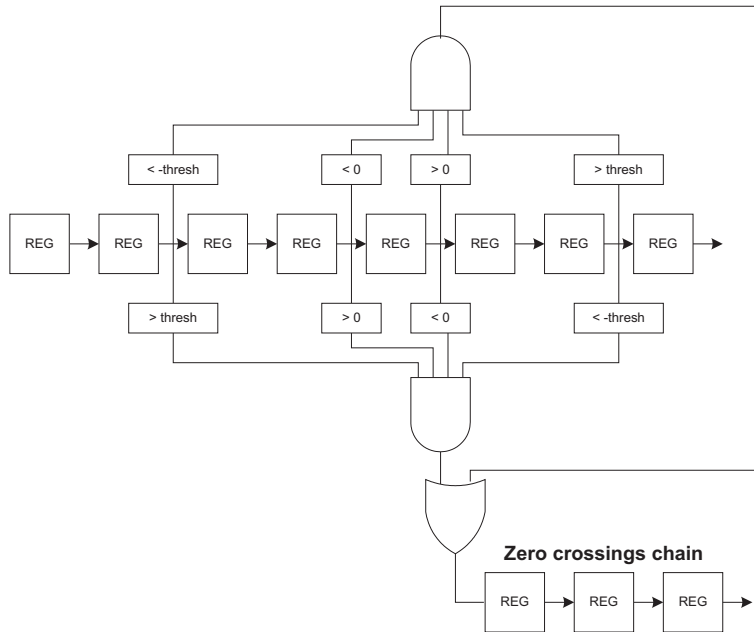 < -thresh
< 0
> 0
> thresh
REG
REG
REG
REG
REG
REG
REG
REG
> thresh
> 0
< 0
< -thresh
Zero crossings chain
REG
REG
REG